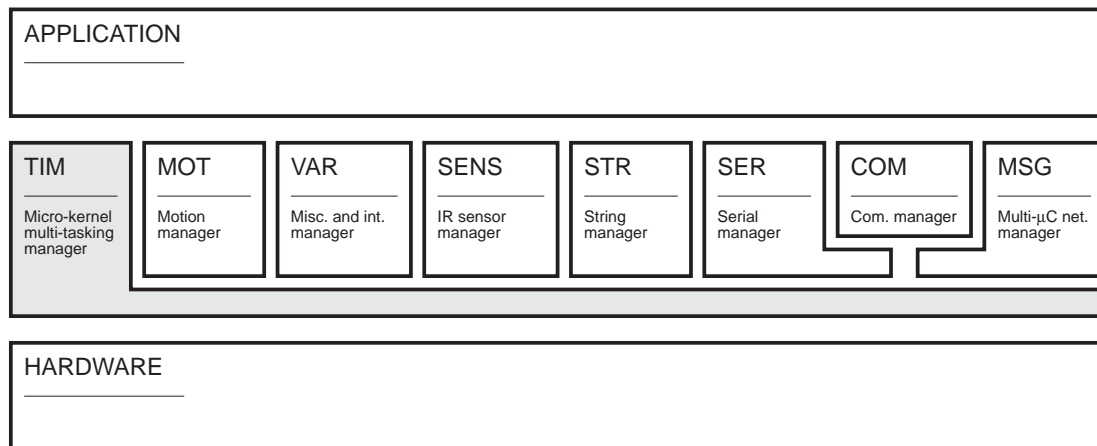 APPLICATION
TIM
Micro-kernel
multi-tasking
manager
MOT
Motion
manager
VAR
Misc. and int.
manager
SENS
IR sensor
manager
STR
String
manager
SER
Serial
manager
COM
Com. manager
MSG
Multi-μC net.
manager
HARDWARE